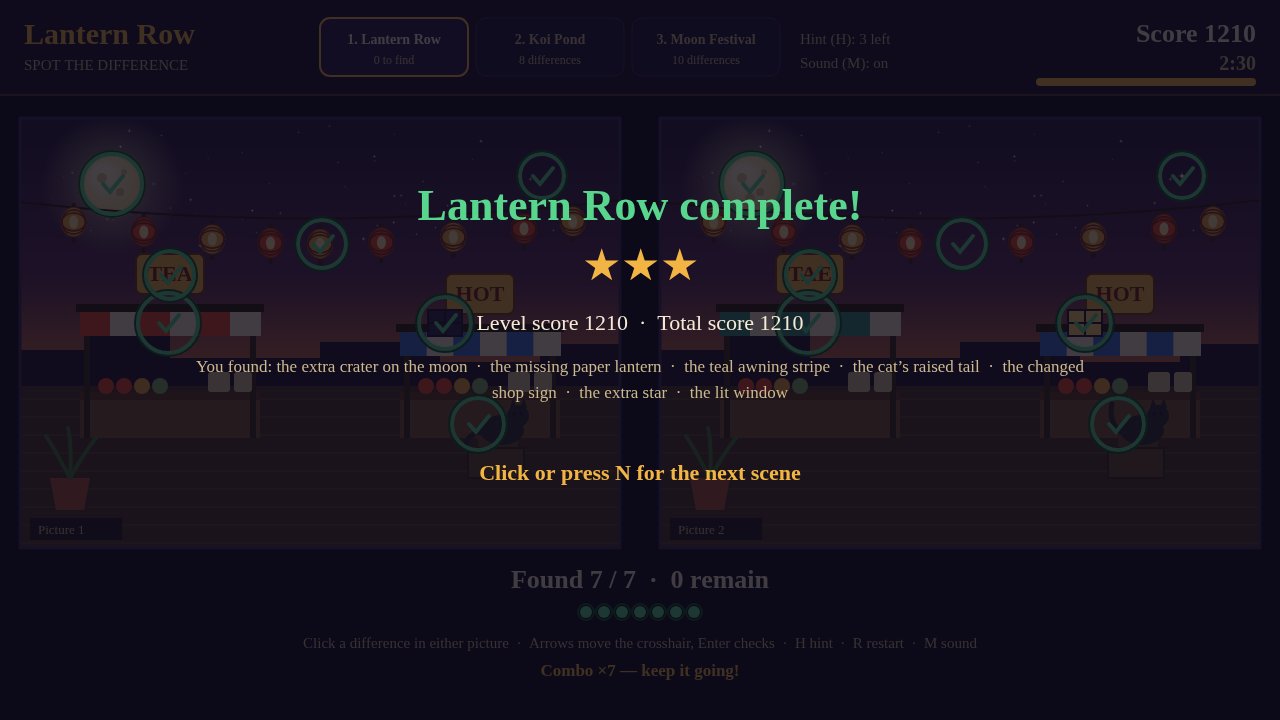 Lantern Row
SPOT THE DIFFERENCE
1. Lantern Row
0 to find
2. Koi Pond
8 differences
3. Moon Festival
10 differences
Hint (H): 3 left
Sound (M): on
Score 1210
2:30
TEA
HOT
TAE
HOT
Lantern Row complete!
★★★
Level score 1210 · Total score 1210
You found: the extra crater on the moon · the missing paper lantern · the teal awning stripe · the cat’s raised tail · the changed
shop sign · the extra star · the lit window
Click or press N for the next scene
Picture 1
Picture 2
Found 7 / 7 · 0 remain
Click a difference in either picture · Arrows move the crosshair, Enter checks · H hint · R restart · M sound
Combo ×7 — keep it going!